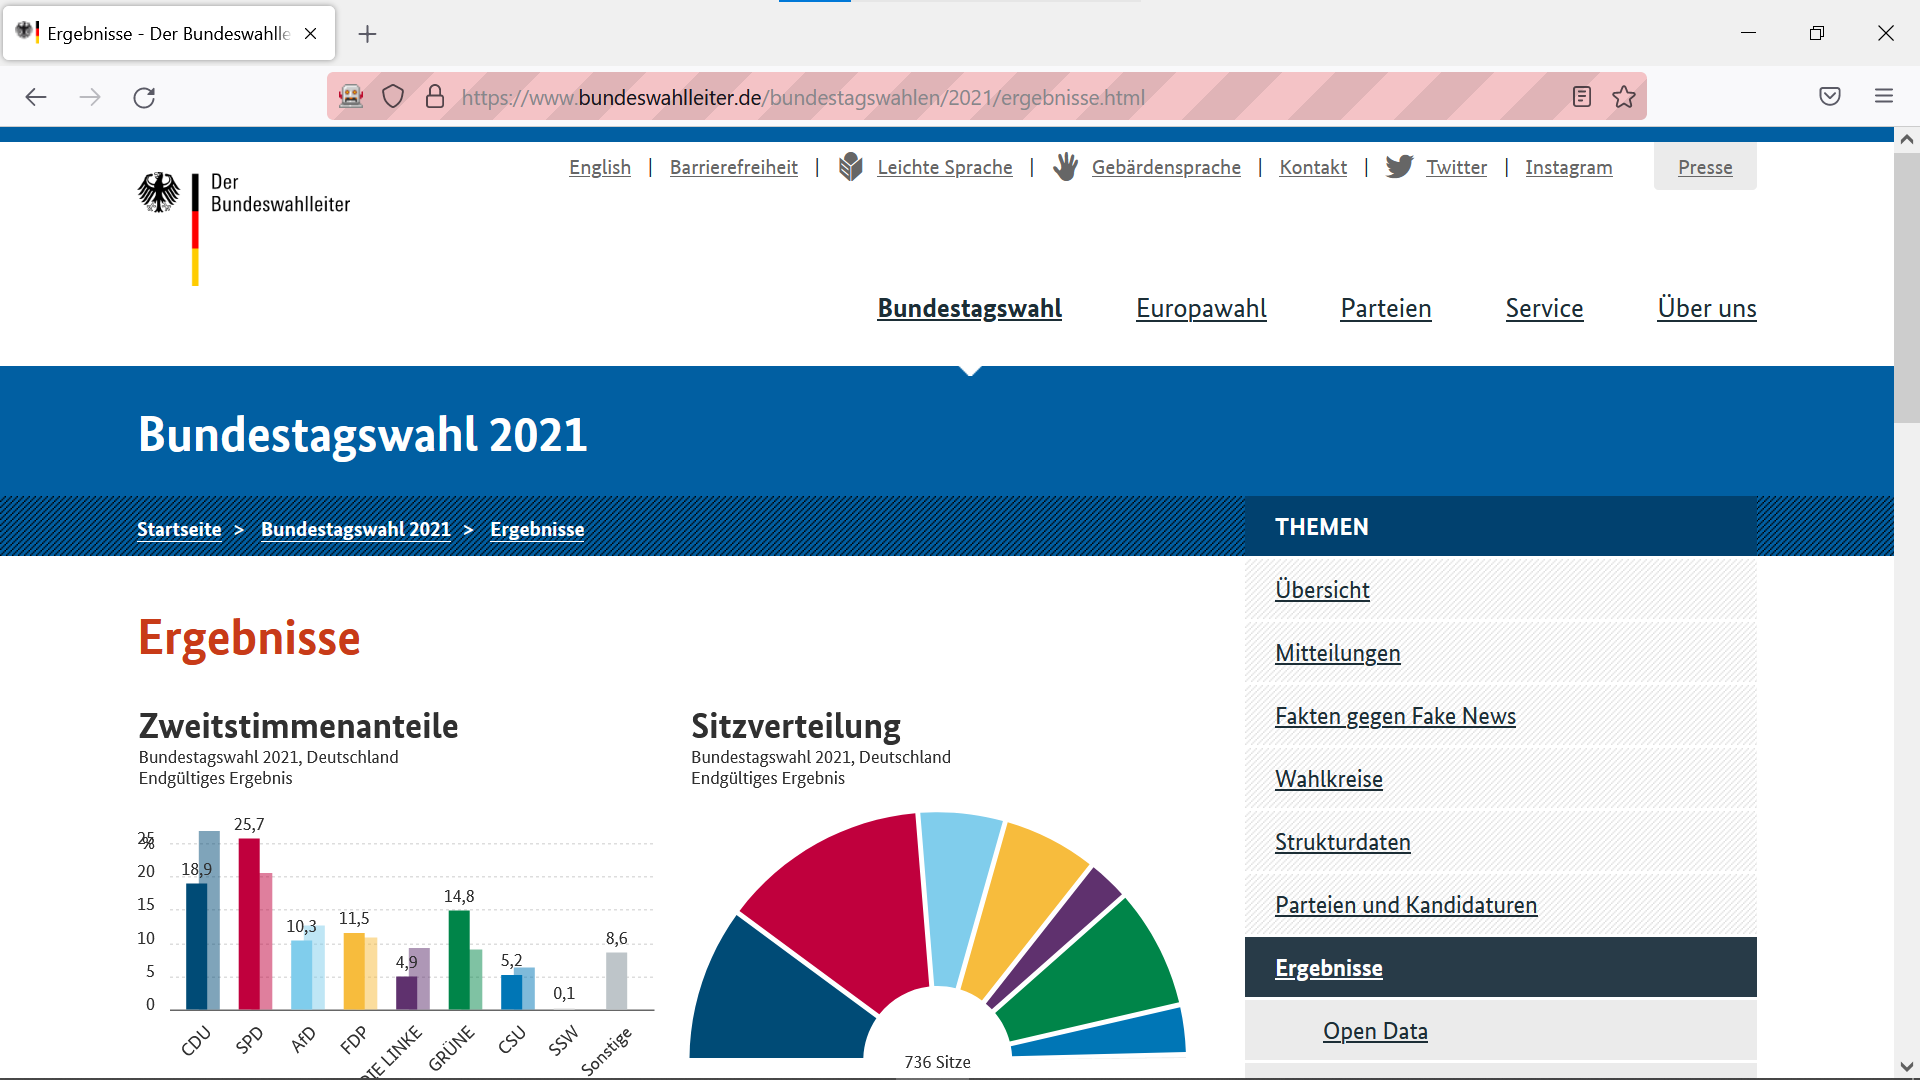 Ergebnisse - Der Bundeswahlle
https://www.bundeswahlleiter.de/bundestagswahlen/2021/ergebnisse.html
English | Barrierefreiheit | Leichte Sprache | Gebärdensprache | Kontakt | Twitter | Instagram Presse
Der
Bundeswahlleiter
Bundestagswahl Europawahl Parteien Service Über uns
Bundestagswahl 2021
Startseite > Bundestagswahl 2021 > Ergebnisse
THEMEN
Übersicht
Mitteilungen
Fakten gegen Fake News
Wahlkreise
Strukturdaten
Parteien und Kandidaturen
Ergebnisse
Open Data
Ergebnisse
Zweitstimmenanteile
Bundestagswahl 2021, Deutschland
Endgültiges Ergebnis
25
%
20
15
10
5
0
18,9
25,7
10,3
11,5
4,9
14,8
5,2
0,1
8,6
CDU
SPD
AfD
FDP
DIE LINKE
GRÜNE
CSU
SSW
Sonstige
Sitzverteilung
Bundestagswahl 2021, Deutschland
Endgültiges Ergebnis
736 Sitze